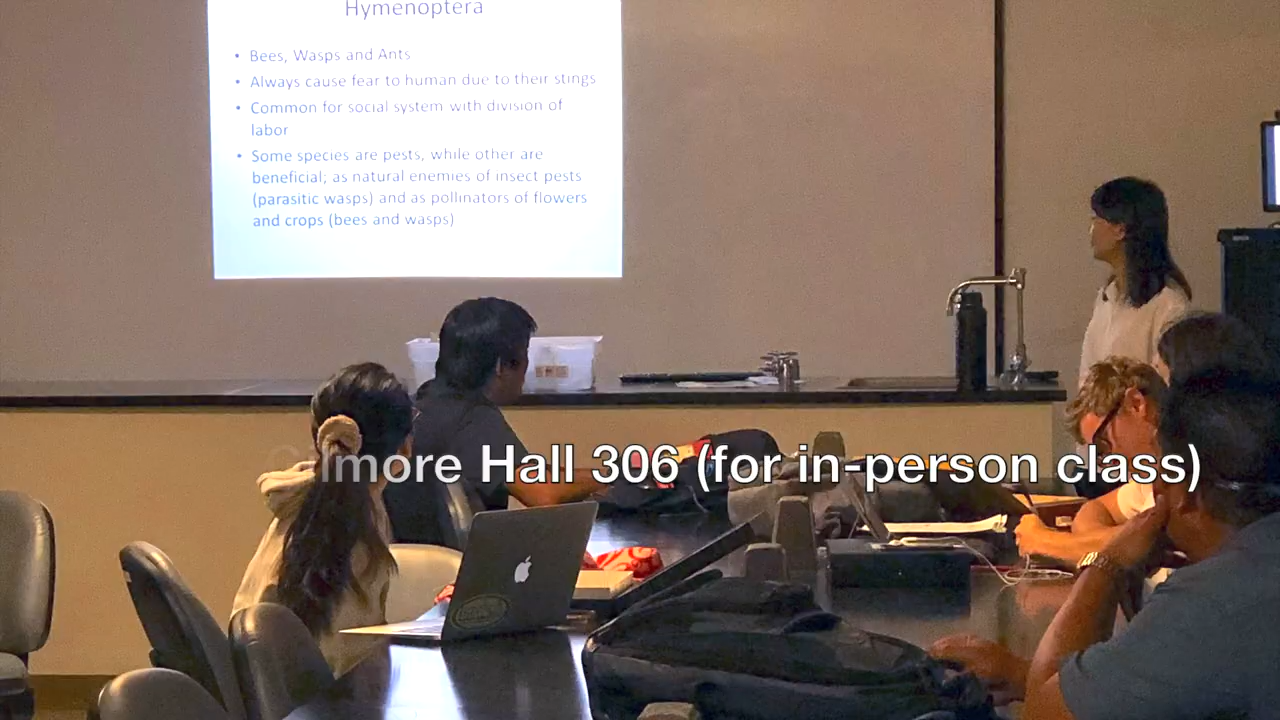 Hymenoptera
• Bees, Wasps and Ants
• Always cause fear to human due to their stings
• Common for social system with division of
labor
• Some species are pests, while other are
beneficial; as natural enemies of insect pests
(parasitic wasps) and as pollinators of flowers
and crops (bees and wasps)
Gilmore Hall 306 (for in-person class)